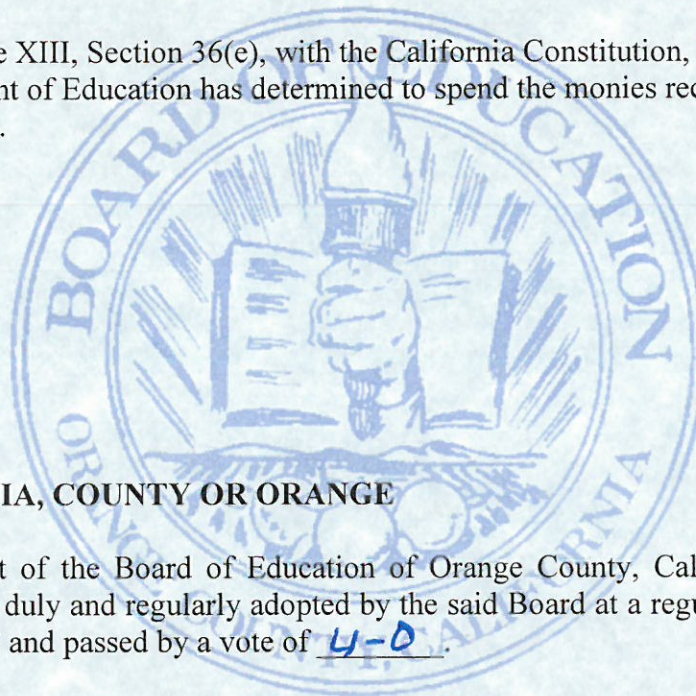 e XIII, Section 36(e), with the California Constitution,
nt of Education has determined to spend the monies rec
.
BOARD OF EDUCATION
ORANGE COUNTY, CALIFORNIA
IA, COUNTY OR ORANGE
t of the Board of Education of Orange County, Cal
duly and regularly adopted by the said Board at a regu
and passed by a vote of 4-0.